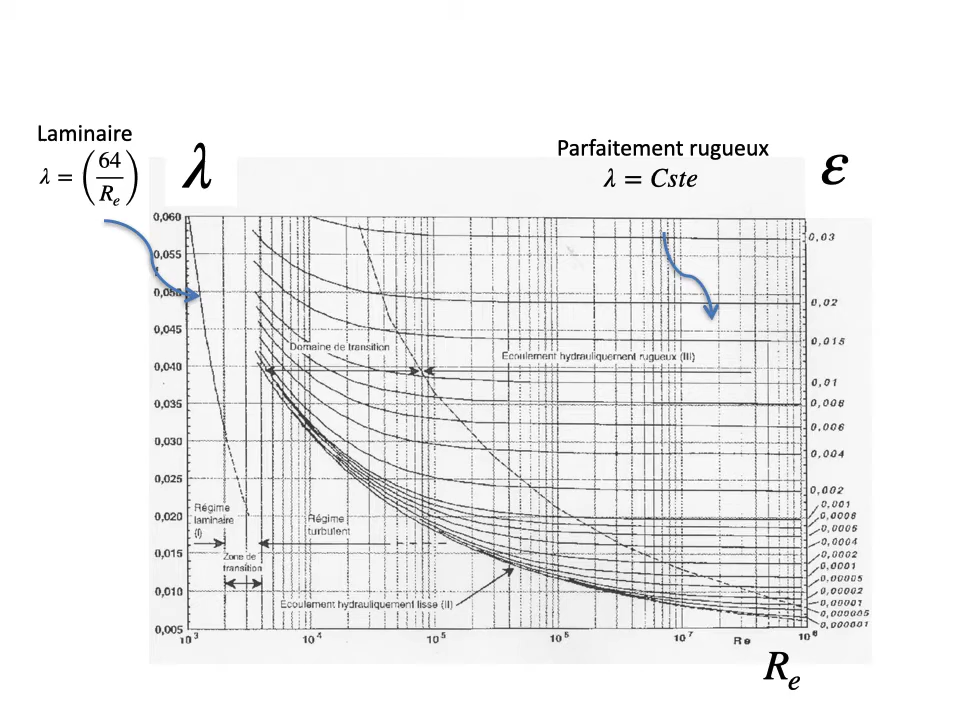 Laminaire
λ = (64/Re)
λ
Parfaitement rugueux
λ = Cste
ε
0,060
0,055
0,050
0,045
0,040
0,035
0,030
0,025
0,020
0,015
0,010
0,005
Domaine de transition
Ecoulement hydrauliquement rugueux (III)
Régime
laminaire
(I)
Régime
turbulent
Zone de
transition
Ecoulement hydrauliquement lisse (II)
0,03
0,02
0,015
0,01
0,008
0,006
0,004
0,002
0,001
0,0008
0,0006
0,0004
0,0002
0,0001
0,00005
0,00002
0,00001
0,000005
0,000001
10³
10⁴
10⁵
10⁶
10⁷
Re
10⁸
Re